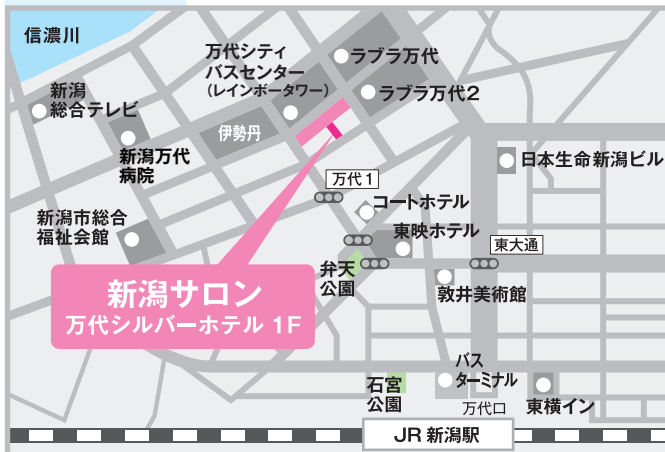 信濃川
新潟
総合テレビ
万代シティ
バスセンター
（レインボータワー）
ラブラ万代
ラブラ万代2
伊勢丹
新潟万代
病院
日本生命新潟ビル
万代1
コートホテル
新潟市総合
福祉会館
東映ホテル
東大通
弁天
公園
敦井美術館
新潟サロン
万代シルバーホテル 1F
バス
ターミナル
石宮
公園
万代口
東横イン
JR 新潟駅